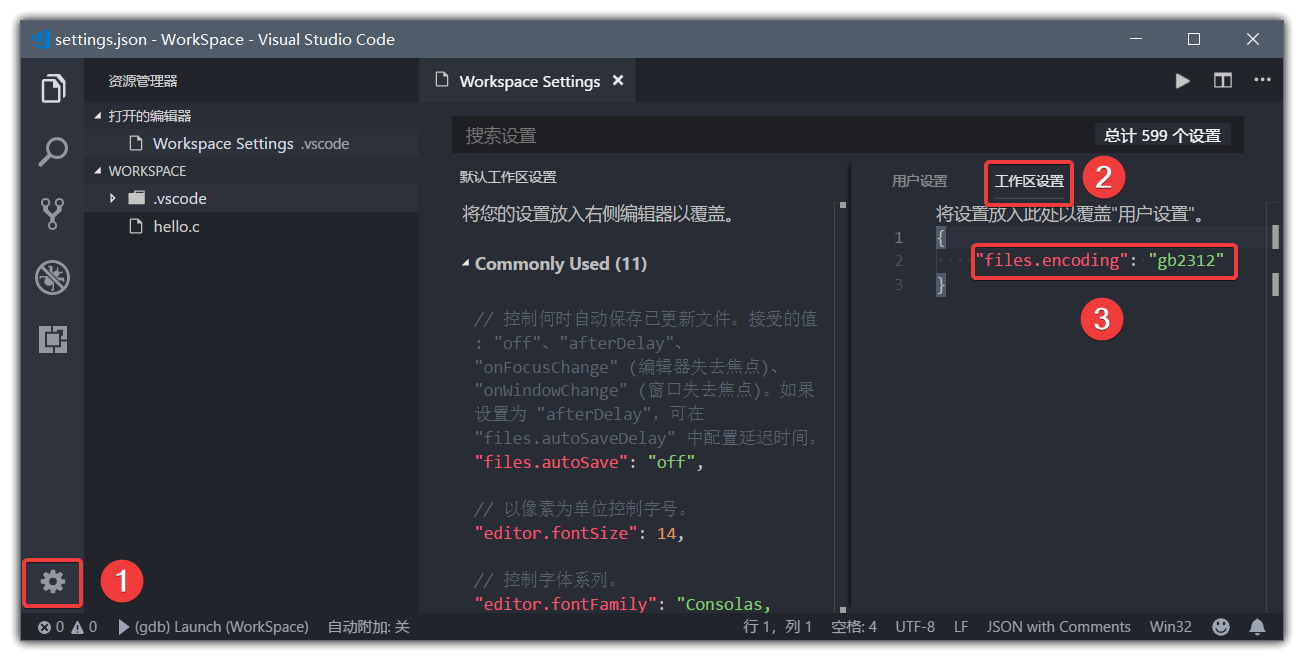 settings.json - WorkSpace - Visual Studio Code
资源管理器
打开的编辑器
Workspace Settings .vscode
WORKSPACE
.vscode
hello.c
1
Workspace Settings
搜索设置
总计 599 个设置
默认工作区设置
将您的设置放入右侧编辑器以覆盖。
Commonly Used (11)
// 控制何时自动保存已更新文件。接受的值
: "off"、"afterDelay"、
"onFocusChange" (编辑器失去焦点)、
"onWindowChange" (窗口失去焦点)。如果
设置为 "afterDelay"，可在
"files.autoSaveDelay" 中配置延迟时间。
"files.autoSave": "off",
// 以像素为单位控制字号。
"editor.fontSize": 14,
// 控制字体系列。
"editor.fontFamily": "Consolas,
用户设置
工作区设置
2
将设置放入此处以覆盖"用户设置"。
1 {
2 ····"files.encoding":·"gb2312"
3 }
3
0 0 (gdb) Launch (WorkSpace) 自动附加: 关 行 1，列 1 空格: 4 UTF-8 LF JSON with Comments Win32